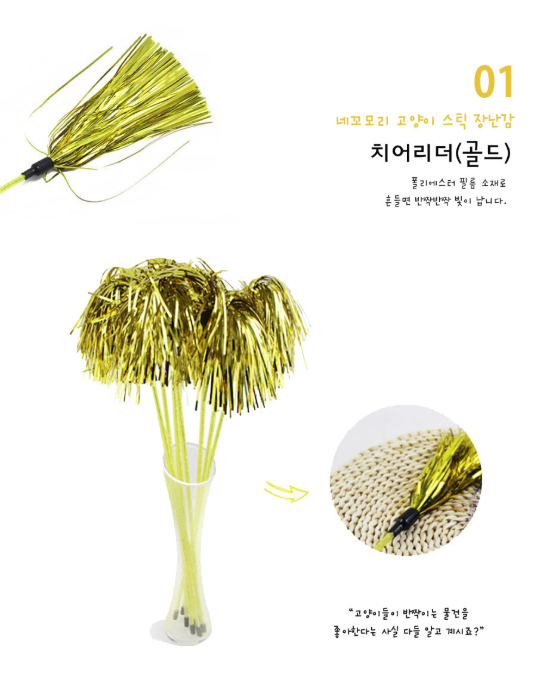 01
네꼬모리 고양이 스틱 장난감
치어리더(골드)
폴리에스터 필름 소재로
흔들면 반짝반짝 빛이 납니다.
"고양이들이 반짝이는 물건을
좋아한다는 사실 다들 알고 계시죠?"